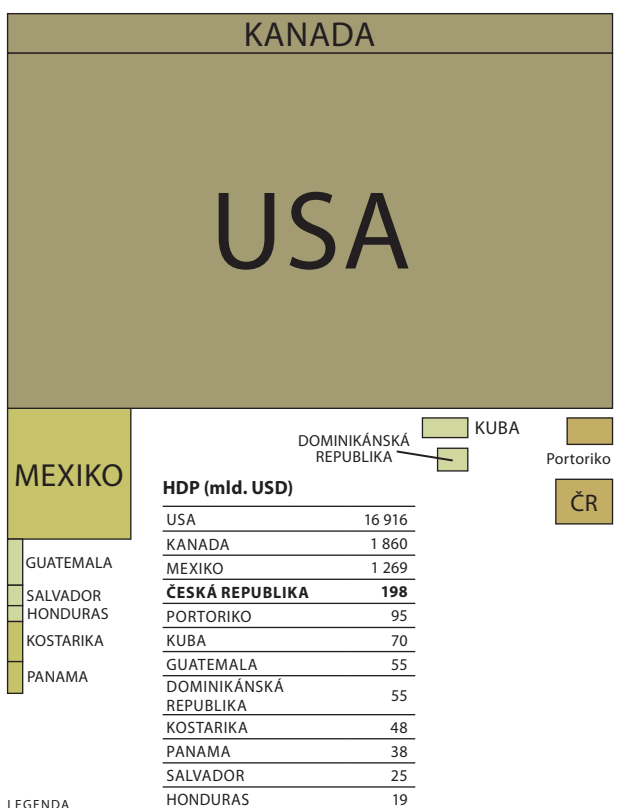 KANADA
USA
DOMINIKÁNSKÁ
REPUBLIKA
KUBA
Portoriko
MEXIKO
ČR
GUATEMALA
SALVADOR
HONDURAS
KOSTARIKA
PANAMA
HDP (mld. USD)
USA 16 916
KANADA 1 860
MEXIKO 1 269
ČESKÁ REPUBLIKA 198
PORTORIKO 95
KUBA 70
GUATEMALA 55
DOMINIKÁNSKÁ
REPUBLIKA 55
KOSTARIKA 48
PANAMA 38
SALVADOR 25
HONDURAS 19
LEGENDA